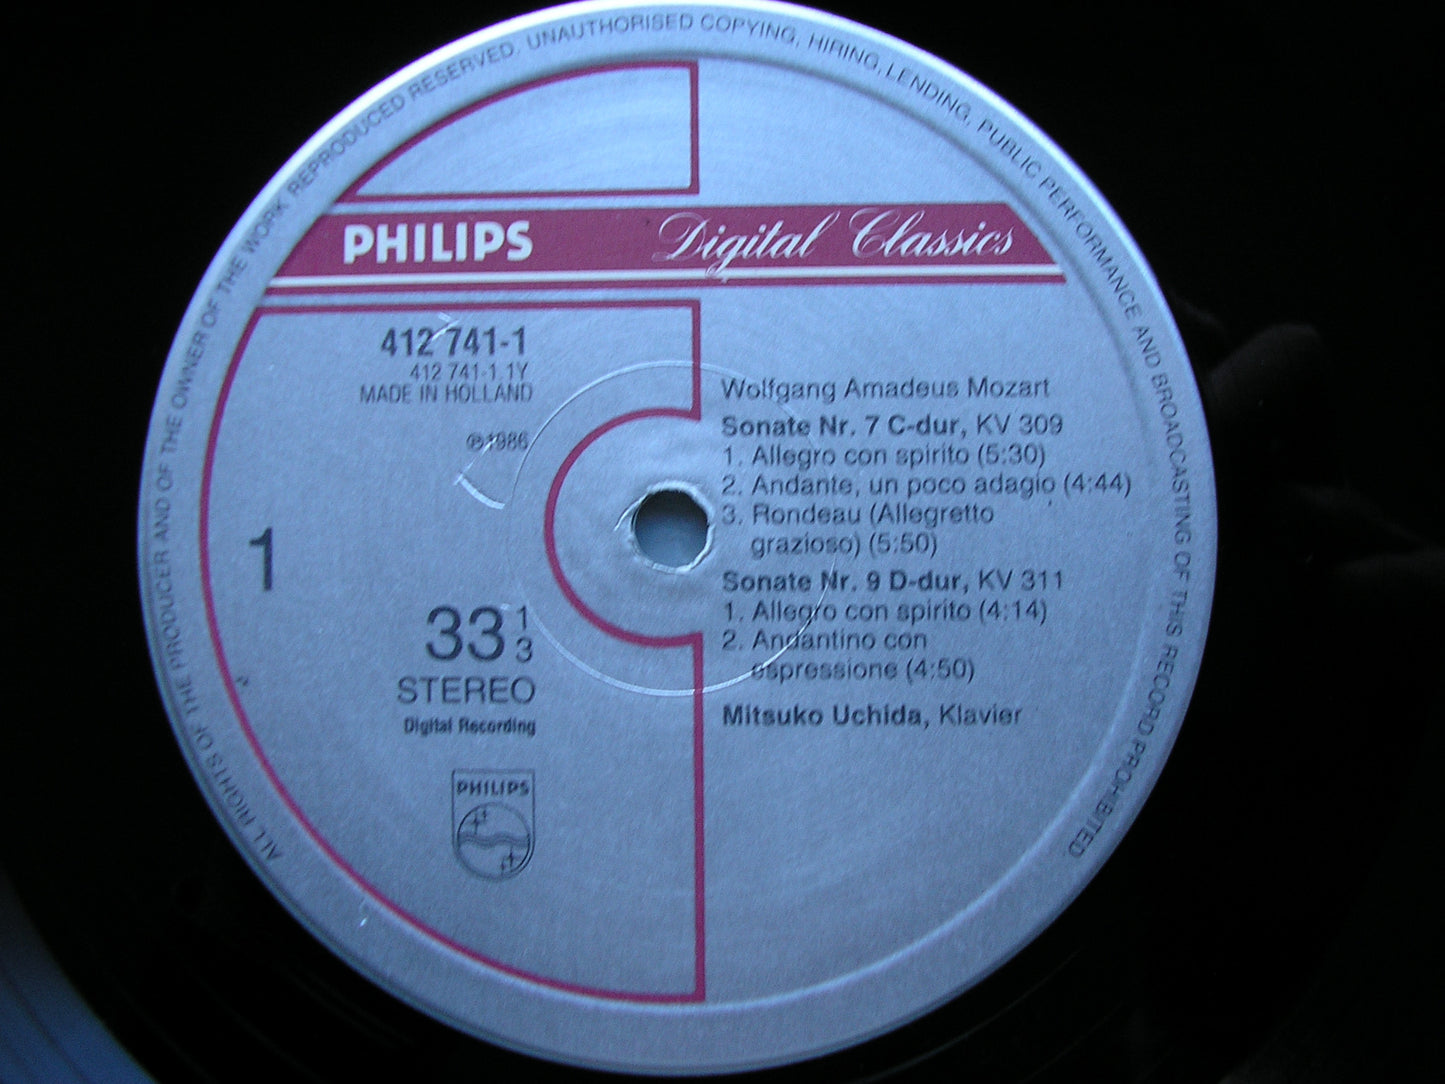 ALL RIGHTS OF THE PRODUCER AND OF THE OWNER OF THE WORK REPRODUCED RESERVED. UNAUTHORISED COPYING, HIRING, LENDING, PUBLIC PERFORMANCE AND BROADCASTING OF THIS RECORD PROHIBITED.
PHILIPS Digital Classics
412 741-1
412 741-1.1Y
MADE IN HOLLAND
℗1986
1
33 1/3
STEREO
Digital Recording
PHILIPS
Wolfgang Amadeus Mozart
Sonate Nr. 7 C-dur, KV 309
1. Allegro con spirito (5:30)
2. Andante, un poco adagio (4:44)
3. Rondeau (Allegretto
grazioso) (5:50)
Sonate Nr. 9 D-dur, KV 311
1. Allegro con spirito (4:14)
2. Andantino con
espressione (4:50)
Mitsuko Uchida, Klavier